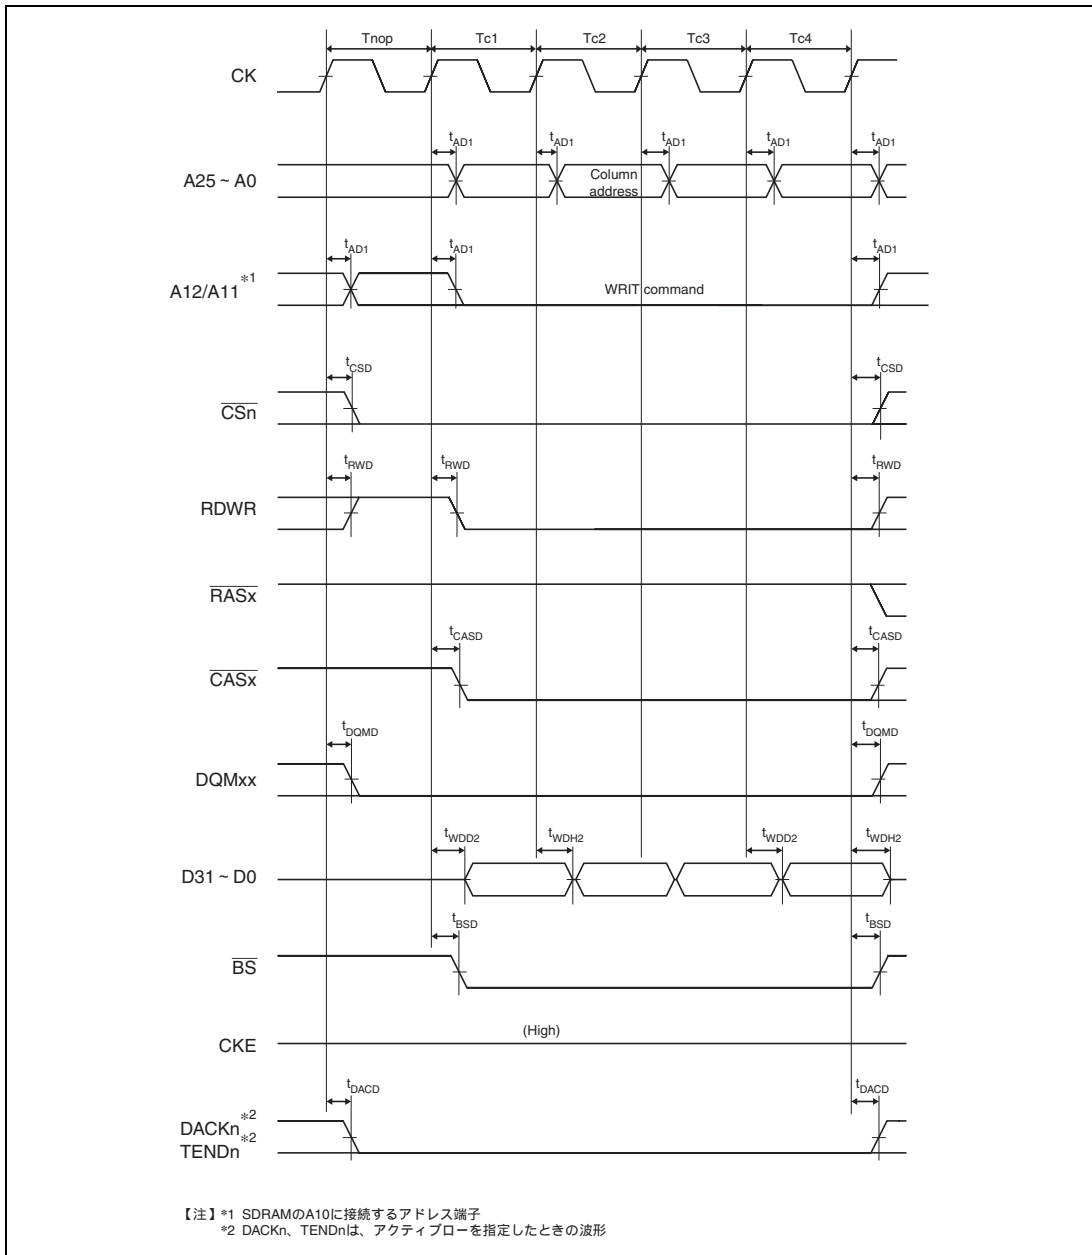 Tnop Tc1 Tc2 Tc3 Tc4
CK
tAD1 tAD1 tAD1 tAD1 tAD1
A25 ~ A0
Column
address
tAD1 tAD1 tAD1
A12/A11*1
WRIT command
tCSD tCSD
CSn
tRWD tRWD tRWD
RDWR
RASx
tCASD tCASD
CASx
tDQMD tDQMD
DQMxx
tWDD2 tWDH2 tWDD2 tWDH2
D31 ~ D0
tBSD tBSD
BS
(High)
CKE
tDACD tDACD
DACKn*2
TENDn*2
【注】*1 SDRAMのA10に接続するアドレス端子
*2 DACKn、TENDnは、アクティブローを指定したときの波形